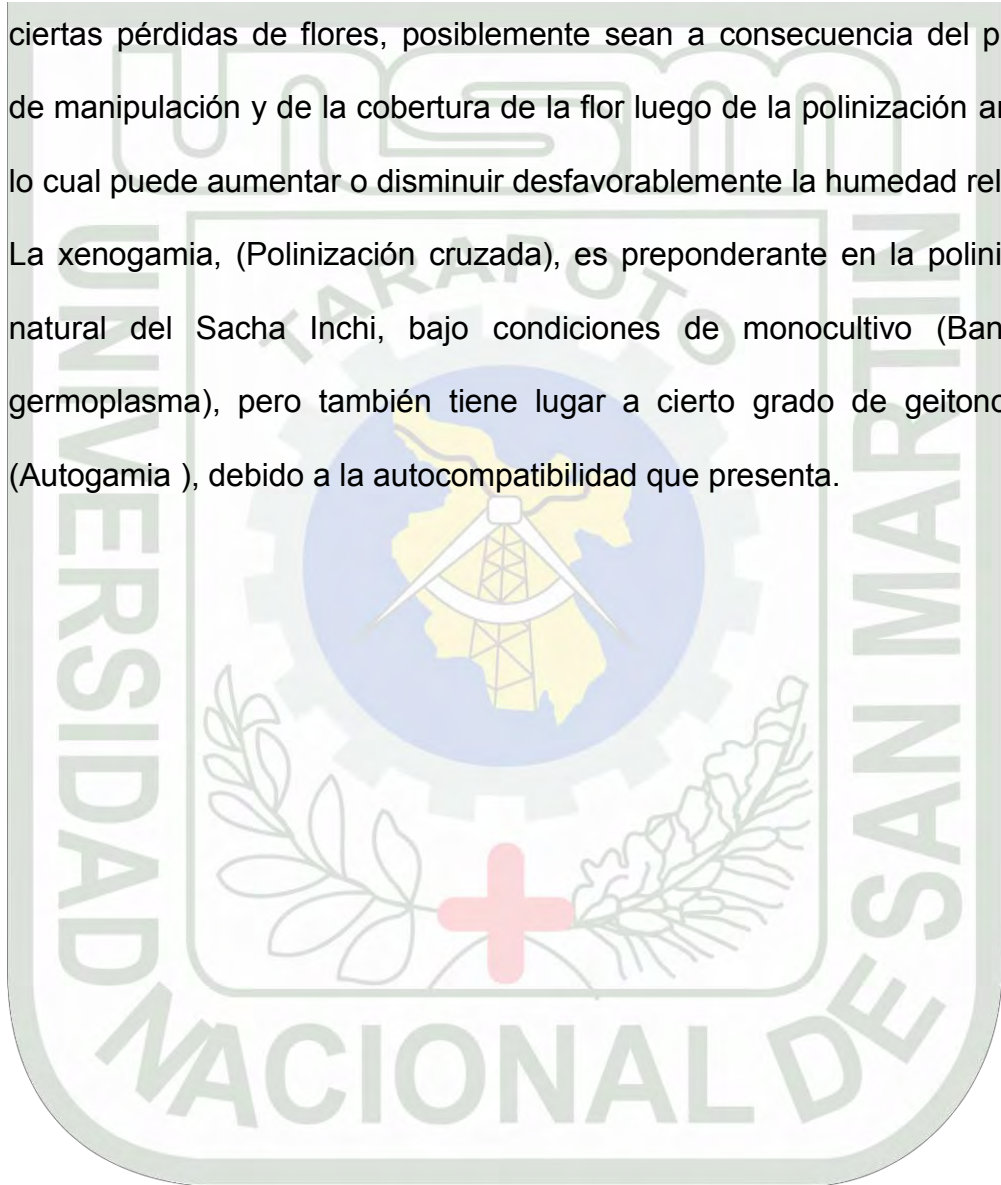 ciertas pérdidas de flores, posiblemente sean a consecuencia del p
de manipulación y de la cobertura de la flor luego de la polinización a
lo cual puede aumentar o disminuir desfavorablemente la humedad rel
La xenogamia, (Polinización cruzada), es preponderante en la polini
natural del Sacha Inchi, bajo condiciones de monocultivo (Ban
germoplasma), pero también tiene lugar a cierto grado de geitono
(Autogamia ), debido a la autocompatibilidad que presenta.
unsm
TARAPOTO
UNIVERSIDAD
NACIONAL DE
SAN MARTIN